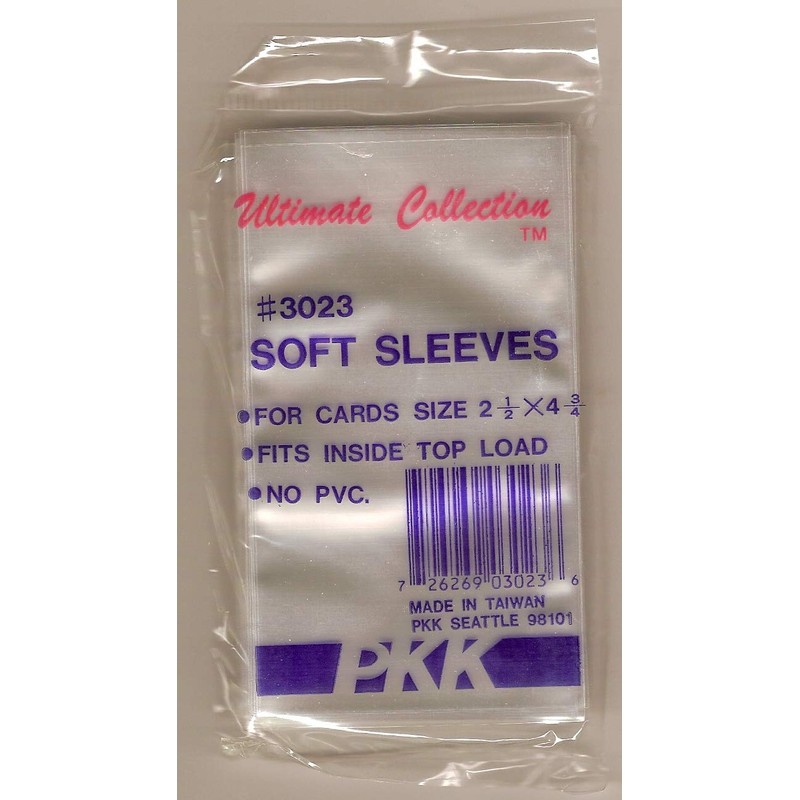 Ultimate Collection
TM
#3023
SOFT SLEEVES
•FOR CARDS SIZE 2 1/2 X 4 3/4
•FITS INSIDE TOP LOAD
•NO PVC.
7 26269 03023 6
MADE IN TAIWAN
PKK SEATTLE 98101
PKK